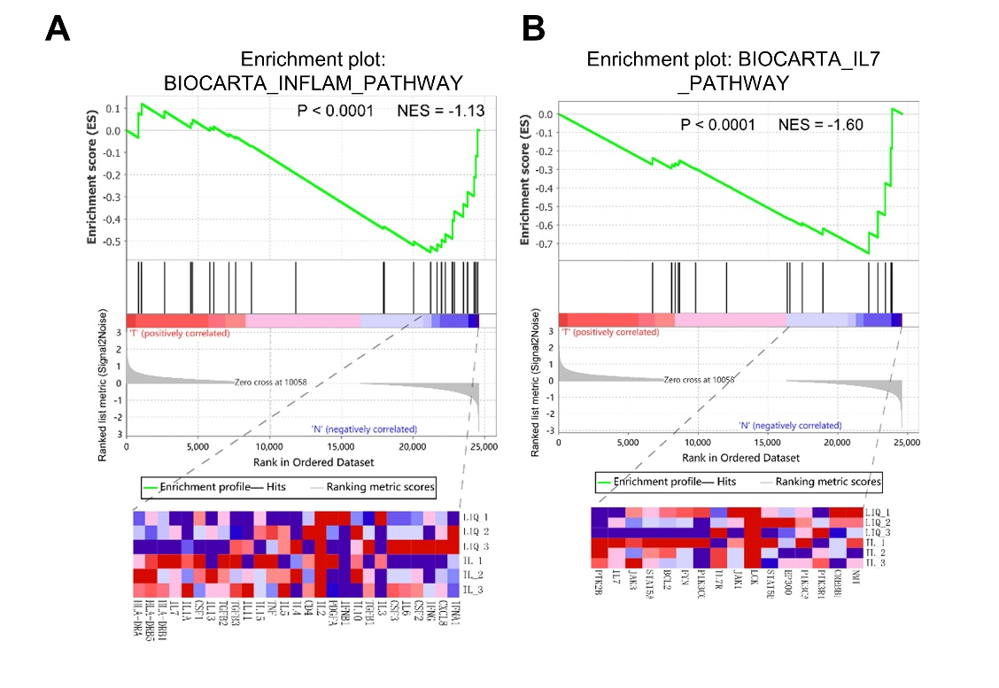 A
B
Enrichment plot:
BIOCARTA_INFLAM_PATHWAY
Enrichment plot: BIOCARTA_IL7
_PATHWAY
Enrichment score (ES)
0.1
0.0
-0.1
-0.2
-0.3
-0.4
-0.5
P < 0.0001 NES = -1.13
'T' (positively correlated)
Ranked list metric (Signal2Noise)
3
2
1
0
-1
-2
3
Zero cross at 10058
'N' (negatively correlated)
0 5,000 10,000 15,000 20,000 25,000
Rank in Ordered Dataset
Enrichment profile Hits Ranking metric scores
LIQ_1
LIQ_2
LIQ_3
IL_1
IL_2
IL_3
HLA-DRA
HLA-DRB5
HLA-DRB1
IL7
IL1A
CSF1
IL13
TGFB2
TGFB3
IL11
IL15
TNF
IL5
IL4
CD4
IL2
PDGFA
IFNB1
IL10
TGFB1
IL3
CSF3
IL6
CSF2
IFNG
CXCL8
IFNA1
Enrichment score (ES)
0.0
-0.1
-0.2
-0.3
-0.4
-0.5
-0.6
-0.7
P < 0.0001 NES = -1.60
'T' (positively correlated)
Ranked list metric (Signal2Noise)
3
2
1
0
-1
-2
-3
Zero cross at 10058
'N' (negatively correlated)
0 5,000 10,000 15,000 20,000 25,000
Rank in Ordered Dataset
Enrichment profile Hits Ranking metric scores
LIQ_1
LIQ_2
LIQ_3
IL_1
IL_2
IL_3
PTK2B
IL7
JAK3
STAT5A
BCL2
FYN
PIK3CG
IL7R
JAK1
LCK
STAT5B
EP300
PIK3CA
PIK3R1
CREBBP
NMI